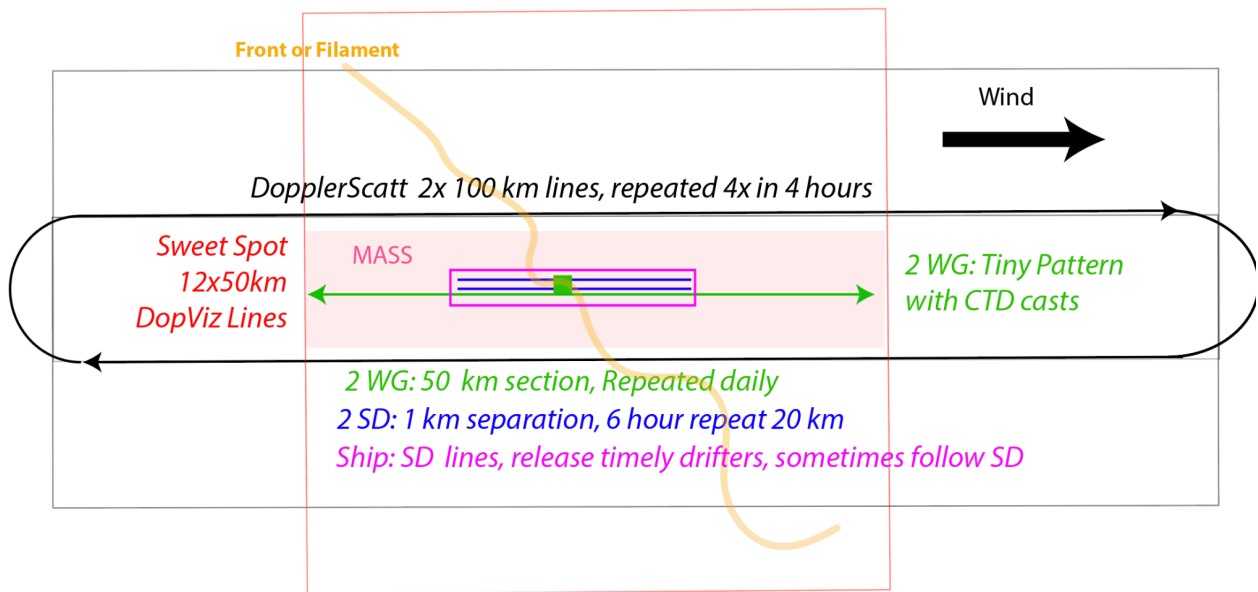 Front or Filament
Wind
DopplerScatt 2x 100 km lines, repeated 4x in 4 hours
Sweet Spot
12x50km
DopViz Lines
MASS
2 WG: Tiny Pattern
with CTD casts
2 WG: 50 km section, Repeated daily
2 SD: 1 km separation, 6 hour repeat 20 km
Ship: SD lines, release timely drifters, sometimes follow SD